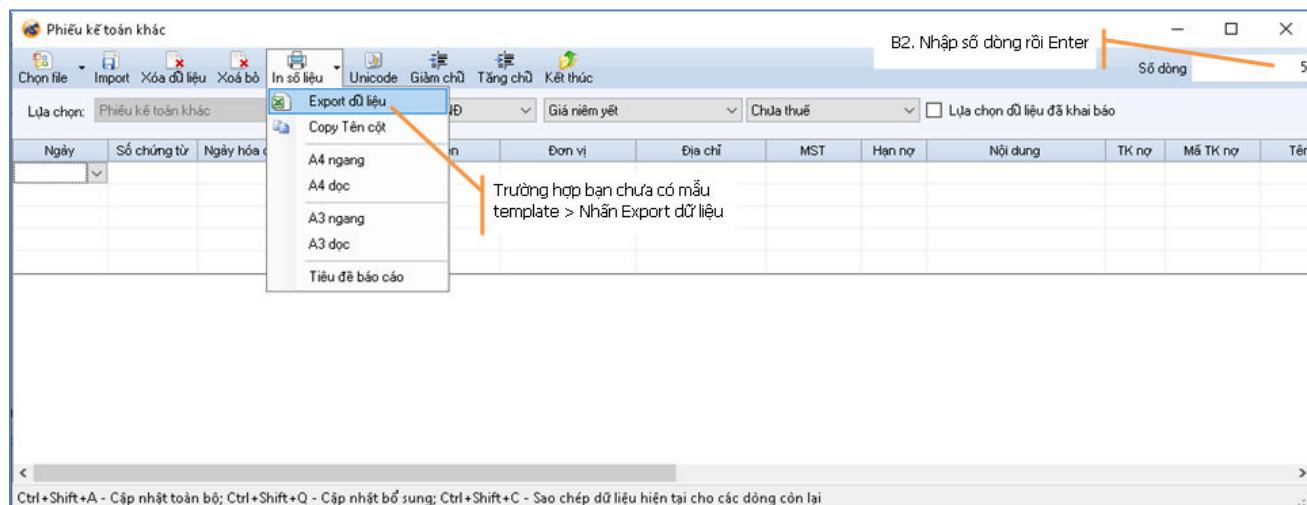 Phiếu kế toán khác
B2. Nhập số dòng rồi Enter
Chọn file Import Xóa dữ liệu Xoá bỏ In số liệu Unicode Giảm chữ Tăng chữ Kết thúc
Số dòng 5
Lựa chọn: Phiếu kế toán khác NĐ Giá niêm yết Chưa thuế Lựa chọn dữ liệu đã khai báo
Export dữ liệu
Copy Tên cột
Ngày Số chứng từ Ngày hóa Đơn vị Địa chỉ MST Hạn nợ Nội dung TK nợ Mã TK nợ Tên
A4 ngang
A4 dọc
A3 ngang
A3 dọc
Tiêu đề báo cáo
Trường hợp bạn chưa có mẫu
template > Nhấn Export dữ liệu
Ctrl+Shift+A - Cập nhật toàn bộ; Ctrl+Shift+Q - Cập nhật bổ sung; Ctrl+Shift+C - Sao chép dữ liệu hiện tại cho các dòng còn lại